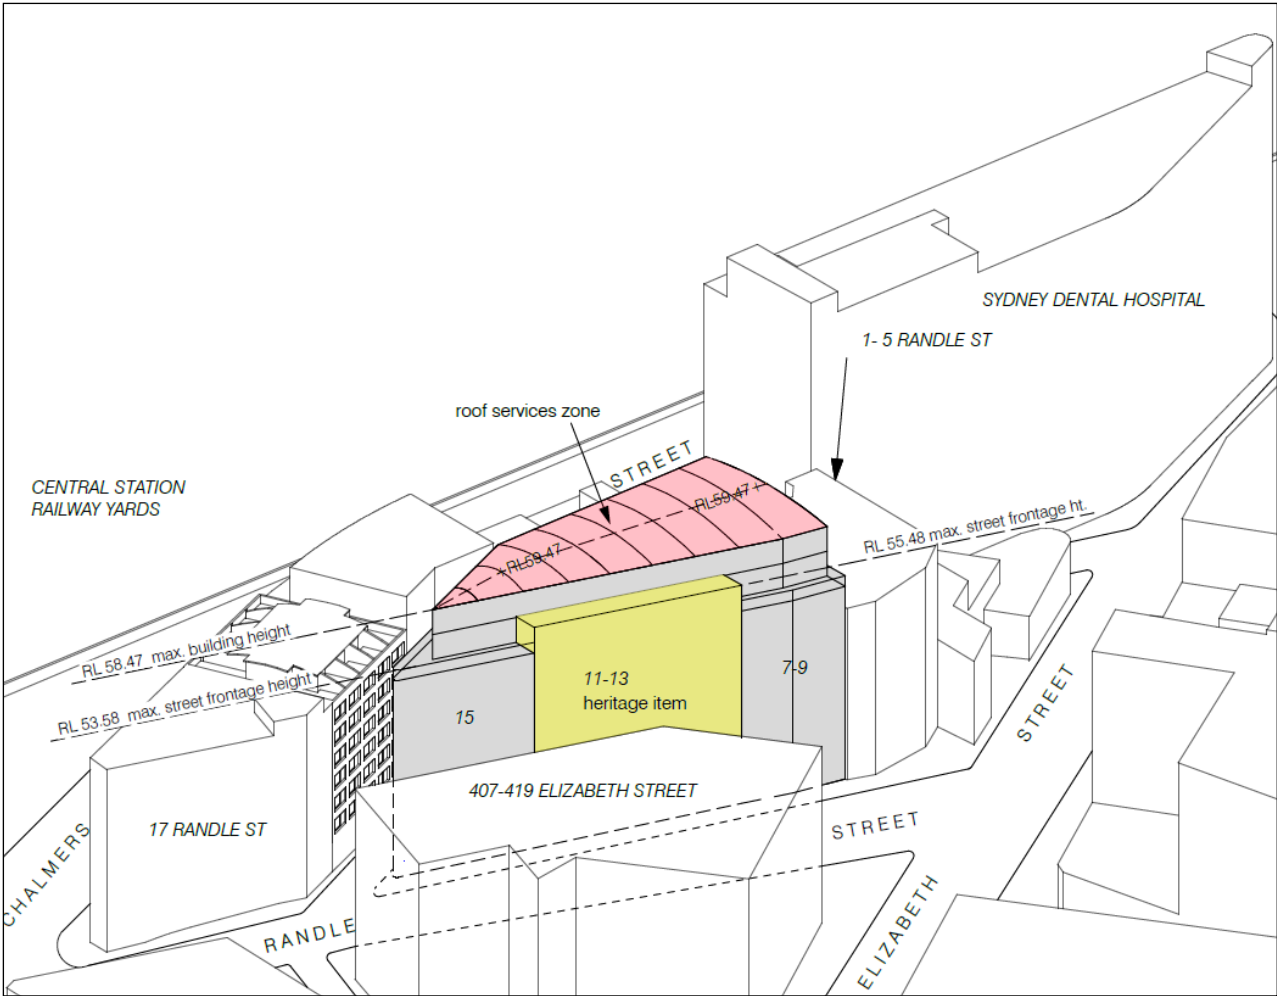 SYDNEY DENTAL HOSPITAL
1- 5 RANDLE ST
roof services zone
STREET
CENTRAL STATION
RAILWAY YARDS
RL59.47
RL59.47
RL 55.48 max. street frontage ht.
RL 58.47 max. building height
RL 53.58 max. street frontage height
11-13
heritage item
7-9
15
STREET
407-419 ELIZABETH STREET
17 RANDLE ST
STREET
CHALMERS
RANDLE
ELIZABETH